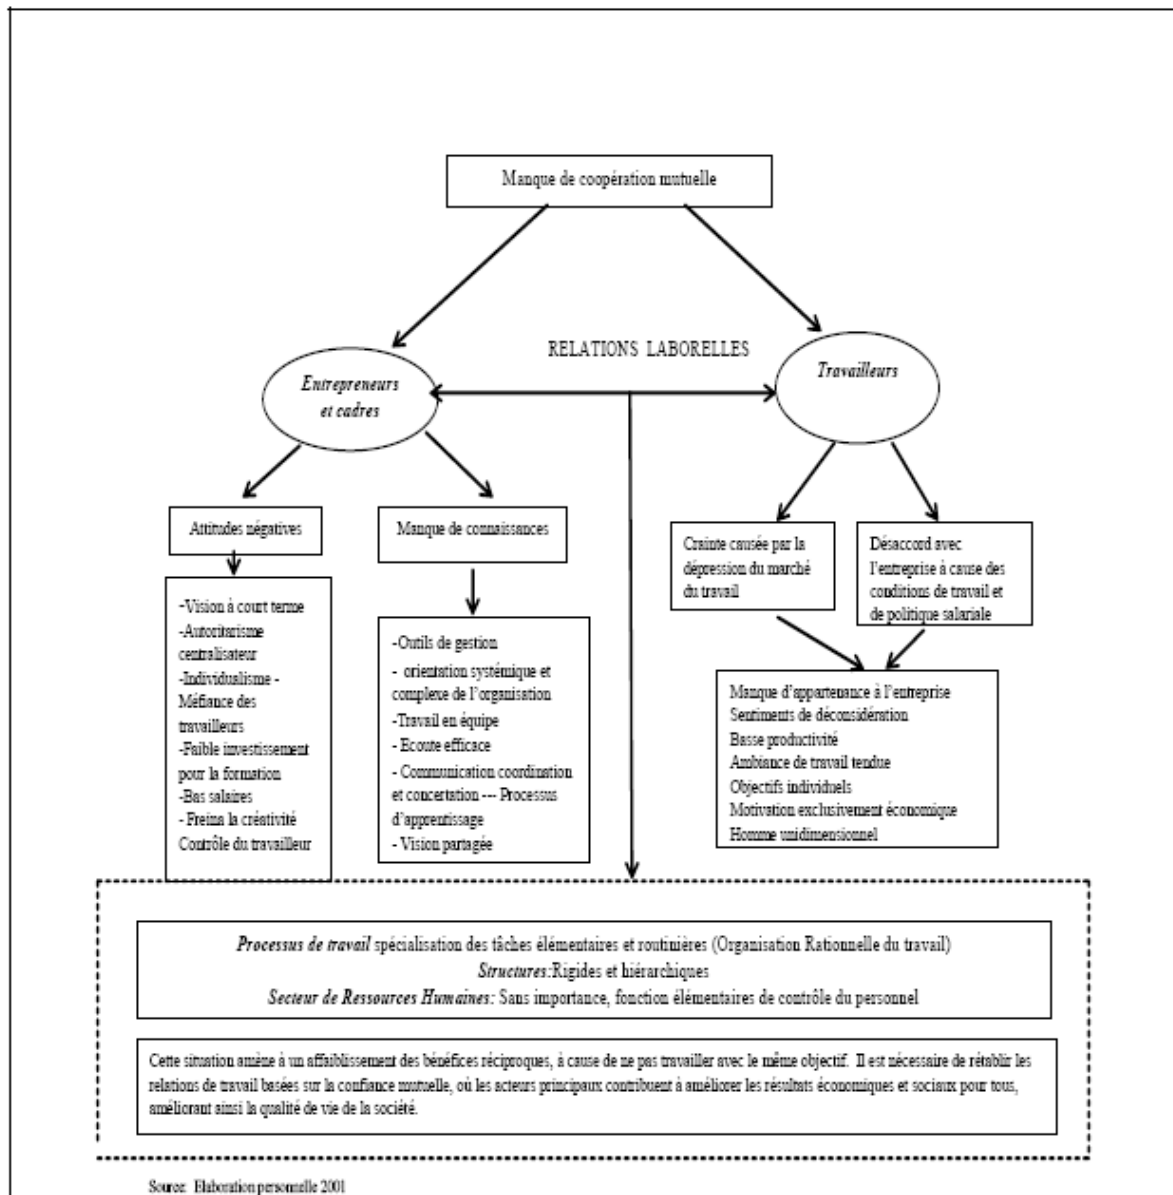 Manque de coopération mutuelle
RELATIONS LABORELLES
Entrepreneurs
et cadres
Travailleurs
Attitudes négatives
Manque de connaissances
Crainte causée par la
dépression du marché
du travail
Désaccord avec
l'entreprise à cause des
conditions de travail et
de politique salariale
-Vision à court terme
-Autoritarisme
centralisateur
-Individualisme -
Méfiance des
travailleurs
-Faible investissement
pour la formation
-Bas salaires
- Freina la créativité
Contrôle du travailleur
-Outils de gestion
- orientation systémique et
complexe de l'organisation
-Travail en équipe
- Ecoute efficace
- Communication coordination
et concertation --- Processus
d'apprentissage
- Vision partagée
Manque d'appartenance à l'entreprise
Sentiments de déconsidération
Basse productivité
Ambiance de travail tendue
Objectifs individuels
Motivation exclusivement économique
Homme unidimensionnel
Processus de travail spécialisation des tâches élémentaires et routinières (Organisation Rationnelle du travail)
Structures:Rigides et hiérarchiques
Secteur de Ressources Humaines: Sans importance, fonction élémentaires de contrôle du personnel
Cette situation amène à un affaiblissement des bénéfices réciproques, à cause de ne pas travailler avec le même objectif. Il est nécessaire de rétablir les
relations de travail basées sur la confiance mutuelle, où les acteurs principaux contribuent à améliorer les résultats économiques et sociaux pour tous,
améliorant ainsi la qualité de vie de la société.
Source: Elaboration personnelle 2001